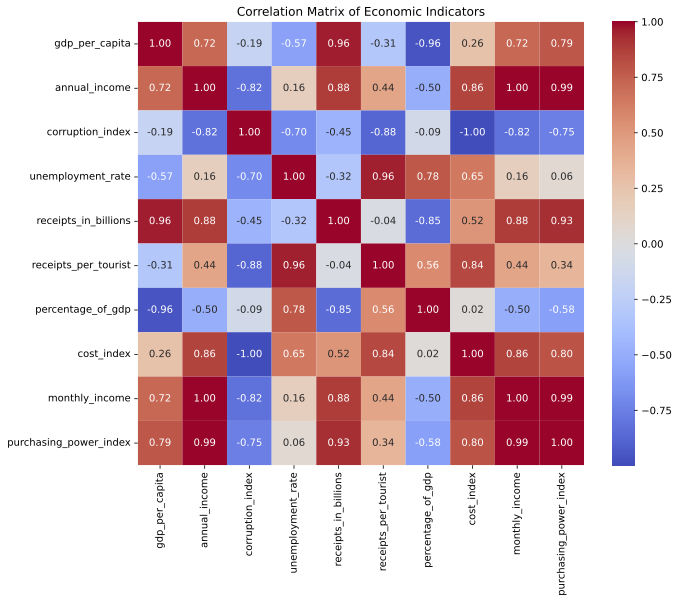 Correlation Matrix of Economic Indicators
gdp_per_capita 1.00 0.72 -0.19 -0.57 0.96 -0.31 -0.96 0.26 0.72 0.79
annual_income 0.72 1.00 -0.82 0.16 0.88 0.44 -0.50 0.86 1.00 0.99
corruption_index -0.19 -0.82 1.00 -0.70 -0.45 -0.88 -0.09 -1.00 -0.82 -0.75
unemployment_rate -0.57 0.16 -0.70 1.00 -0.32 0.96 0.78 0.65 0.16 0.06
receipts_in_billions 0.96 0.88 -0.45 -0.32 1.00 -0.04 -0.85 0.52 0.88 0.93
receipts_per_tourist -0.31 0.44 -0.88 0.96 -0.04 1.00 0.56 0.84 0.44 0.34
percentage_of_gdp -0.96 -0.50 -0.09 0.78 -0.85 0.56 1.00 0.02 -0.50 -0.58
cost_index 0.26 0.86 -1.00 0.65 0.52 0.84 0.02 1.00 0.86 0.80
monthly_income 0.72 1.00 -0.82 0.16 0.88 0.44 -0.50 0.86 1.00 0.99
purchasing_power_index 0.79 0.99 -0.75 0.06 0.93 0.34 -0.58 0.80 0.99 1.00
gdp_per_capita
annual_income
corruption_index
unemployment_rate
receipts_in_billions
receipts_per_tourist
percentage_of_gdp
cost_index
monthly_income
purchasing_power_index
1.00
0.75
0.50
0.25
0.00
−0.25
−0.50
−0.75